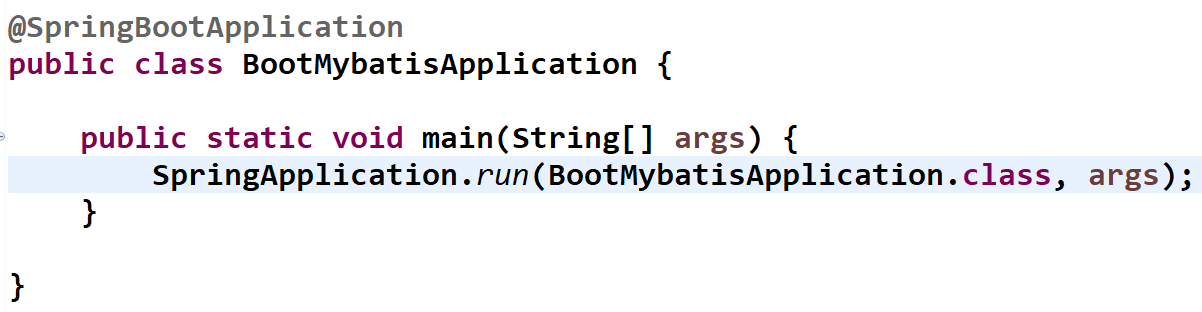 @SpringBootApplication
public class BootMybatisApplication {
public static void main(String[] args) {
SpringApplication.run(BootMybatisApplication.class, args);
}
}